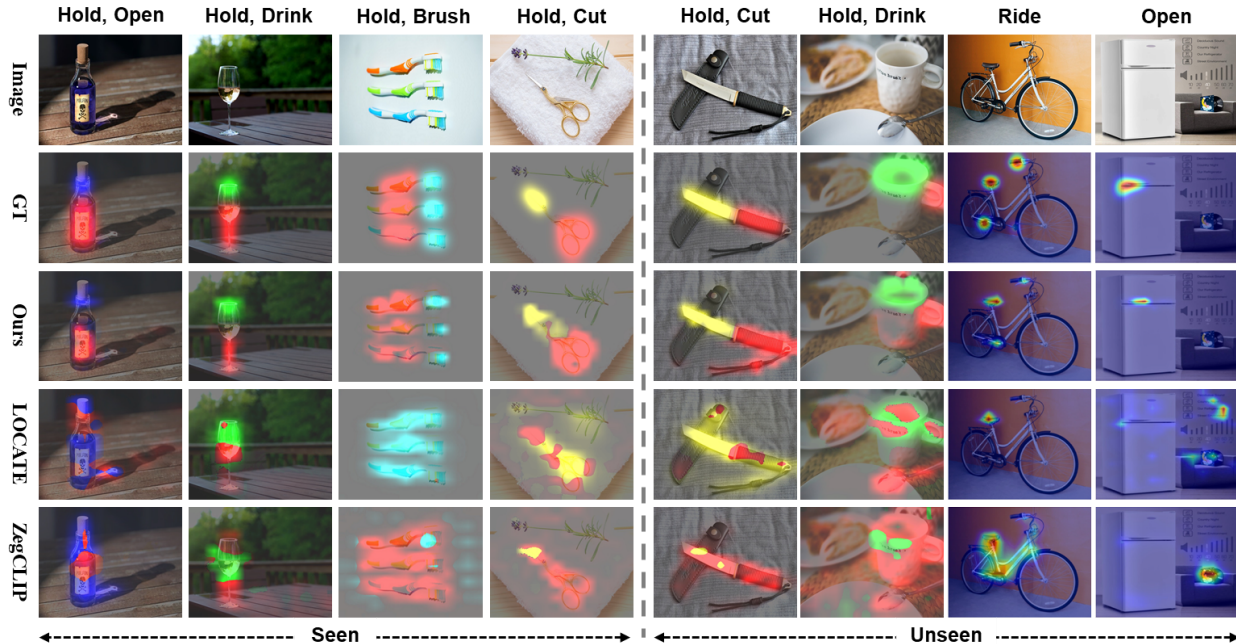 Hold, Open Hold, Drink Hold, Brush Hold, Cut Hold, Cut Hold, Drink Ride Open
Image
GT
Ours
LOCATE
ZegCLIP
Seen Unseen